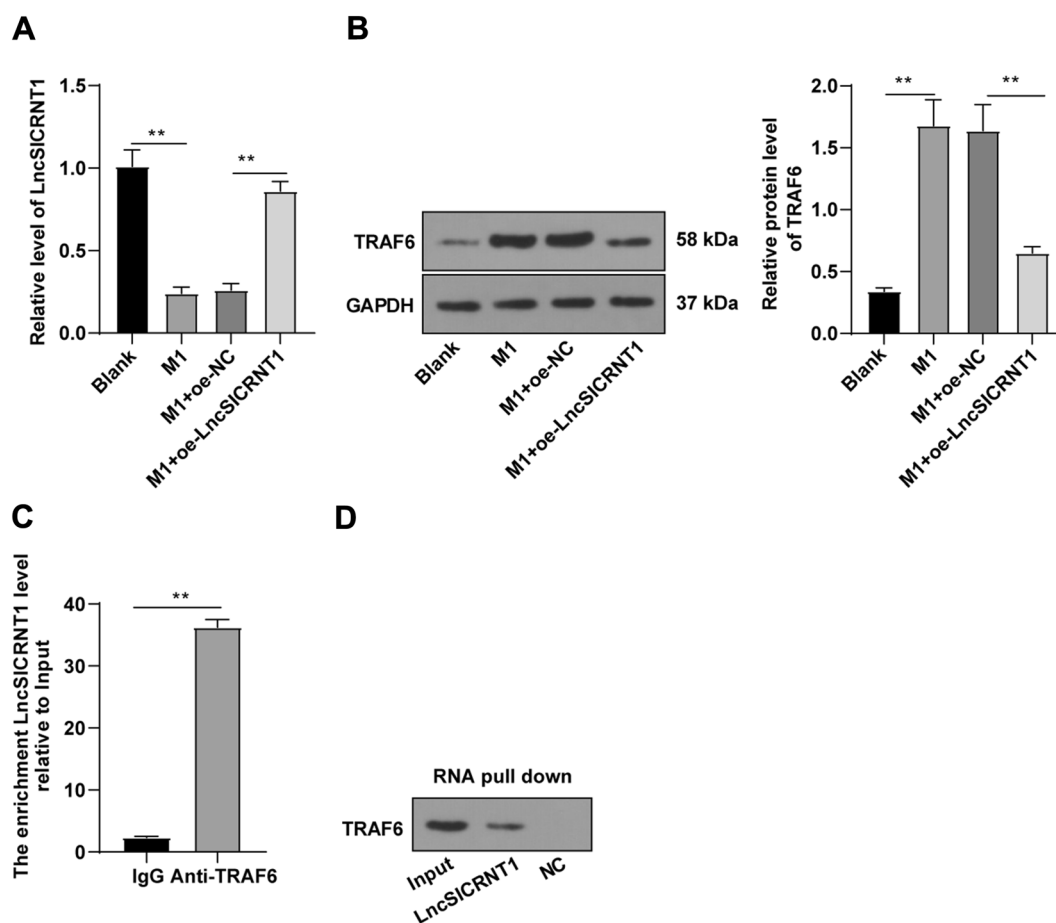 A
Relative level of LncSICRNT1
1.5
1.0
0.5
0.0
**
**
Blank
M1
M1+oe-NC
M1+oe-LncSICRNT1
B
TRAF6
58 kDa
GAPDH
37 kDa
Blank
M1
M1+oe-NC
M1+oe-LncSICRNT1
Relative protein level
of TRAF6
2.0
1.5
1.0
0.5
0.0
**
**
Blank
M1
M1+oe-NC
M1+oe-LncSICRNT1
C
The enrichment LncSICRNT1 level
relative to Input
40
30
20
10
0
**
IgG
Anti-TRAF6
D
RNA pull down
TRAF6
Input
LncSICRNT1
NC